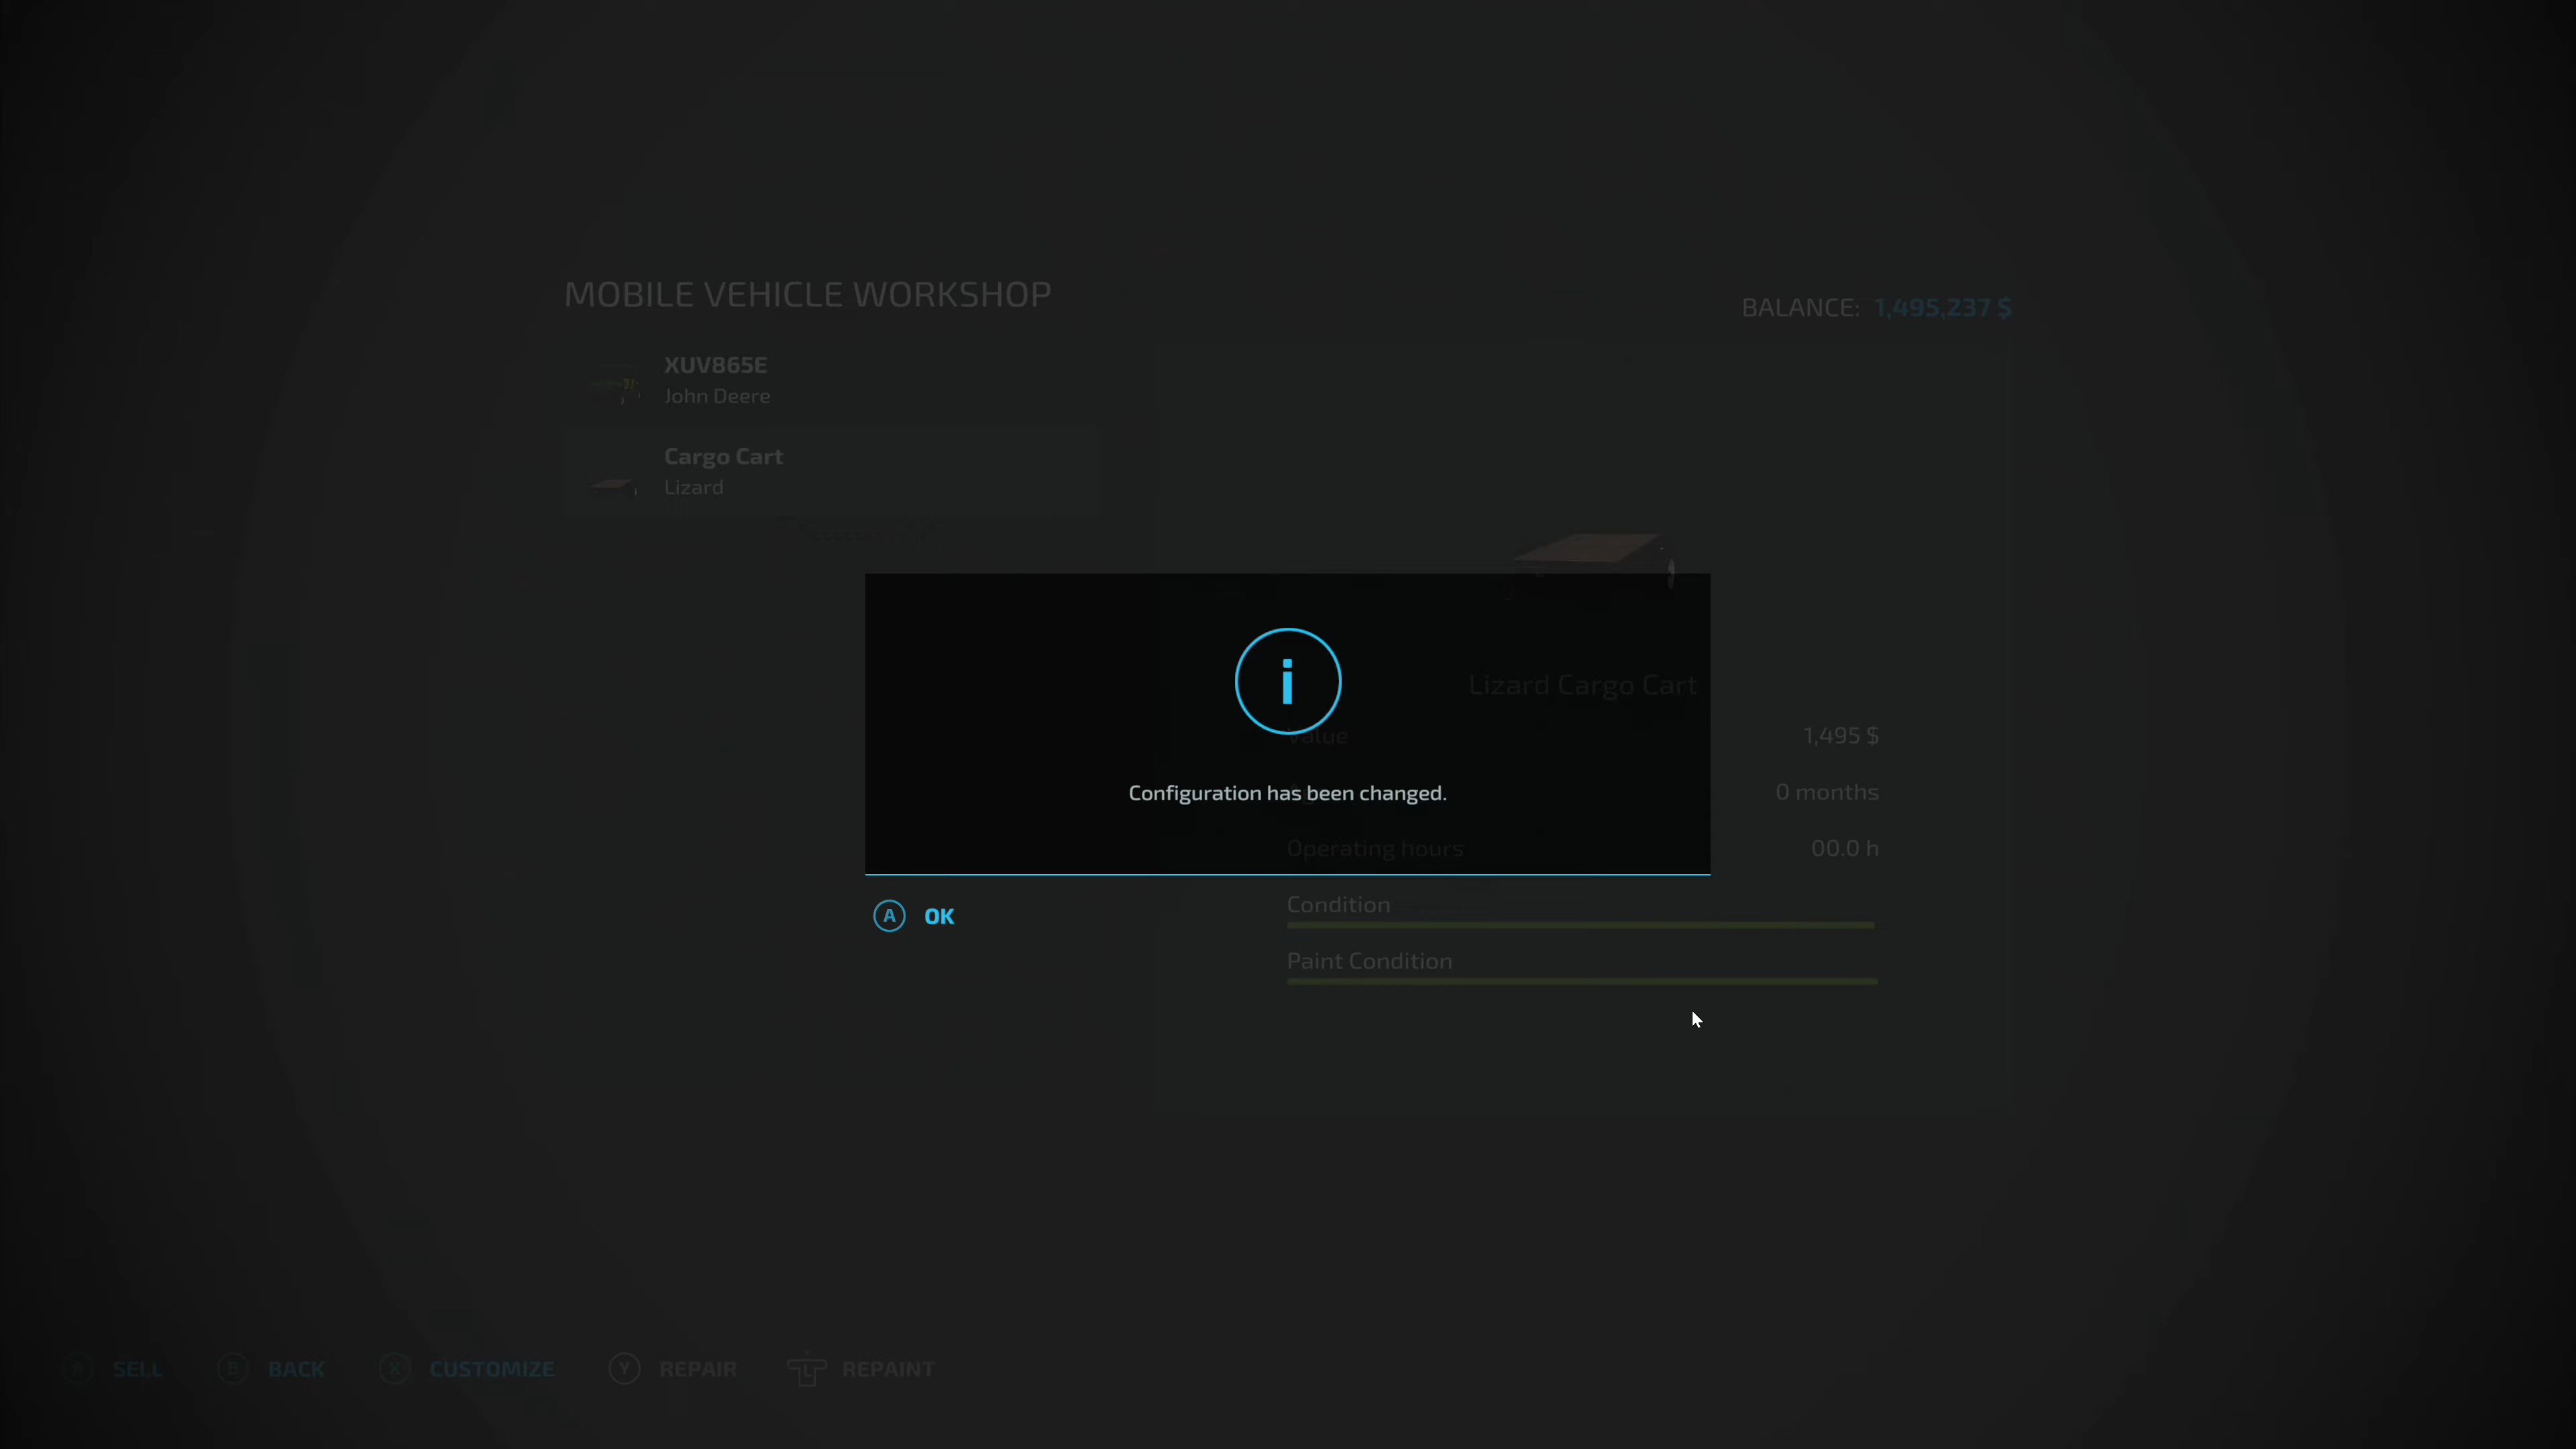 MOBILE VEHICLE WORKSHOP
BALANCE: 1,495,237 $
XUV865E
John Deere
Cargo Cart
Lizard
i
Lizard Cargo Cart
Value 1,495 $
Configuration has been changed.
0 months
Operating hours 00.0 h
A OK
Condition
Paint Condition
A SELL B BACK X CUSTOMIZE Y REPAIR L REPAINT